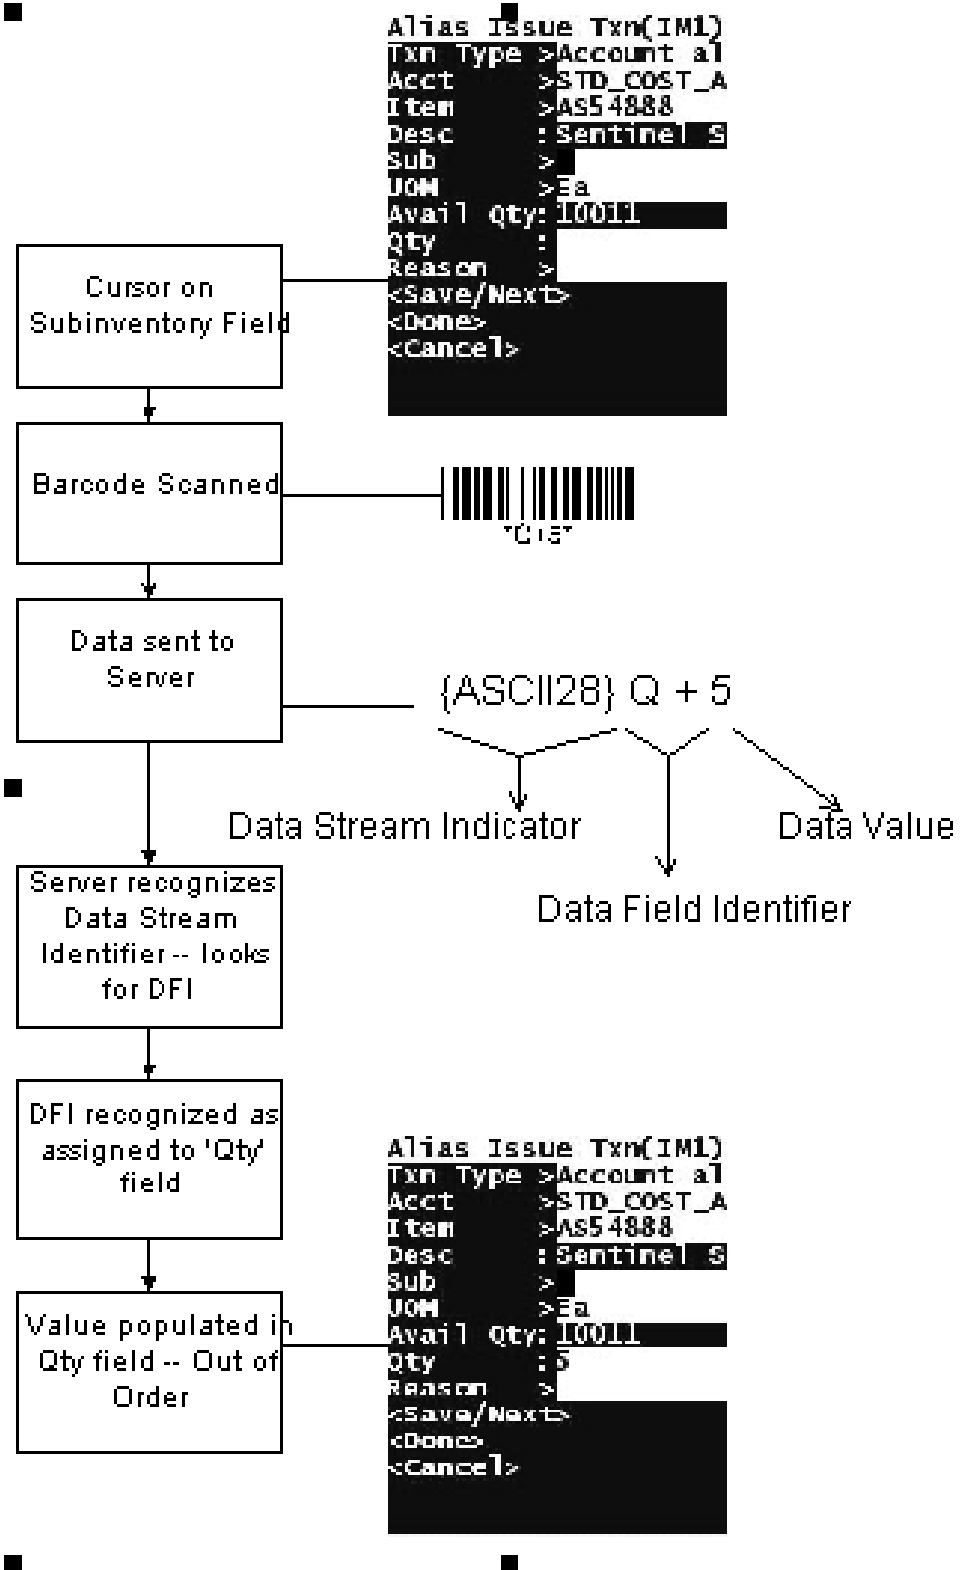 Alias Issue Txn(IM1)
Txn Type >Account al
Acct >STD_COST_A
Item >AS54888
Desc :Sentinel S
Sub >
UOM >Ea
Avail Qty:10011
Qty :
Reason >
<Save/Next>
<Done>
<Cancel>
Cursor on
Subinventory Field
Barcode Scanned
Data sent to
Server
{ASCII28} Q + 5
Data Stream Indicator
Data Value
Data Field Identifier
Server recognizes
Data Stream
Identifier -- looks
for DFI
DFI recognized as
assigned to 'Qty'
field
Value populated in
Qty field -- Out of
Order
Alias Issue Txn(IM1)
Txn Type >Account al
Acct >STD_COST_A
Item >AS54888
Desc :Sentinel S
Sub >
UOM >Ea
Avail Qty:10011
Qty :5
Reason >
<Save/Next>
<Done>
<Cancel>